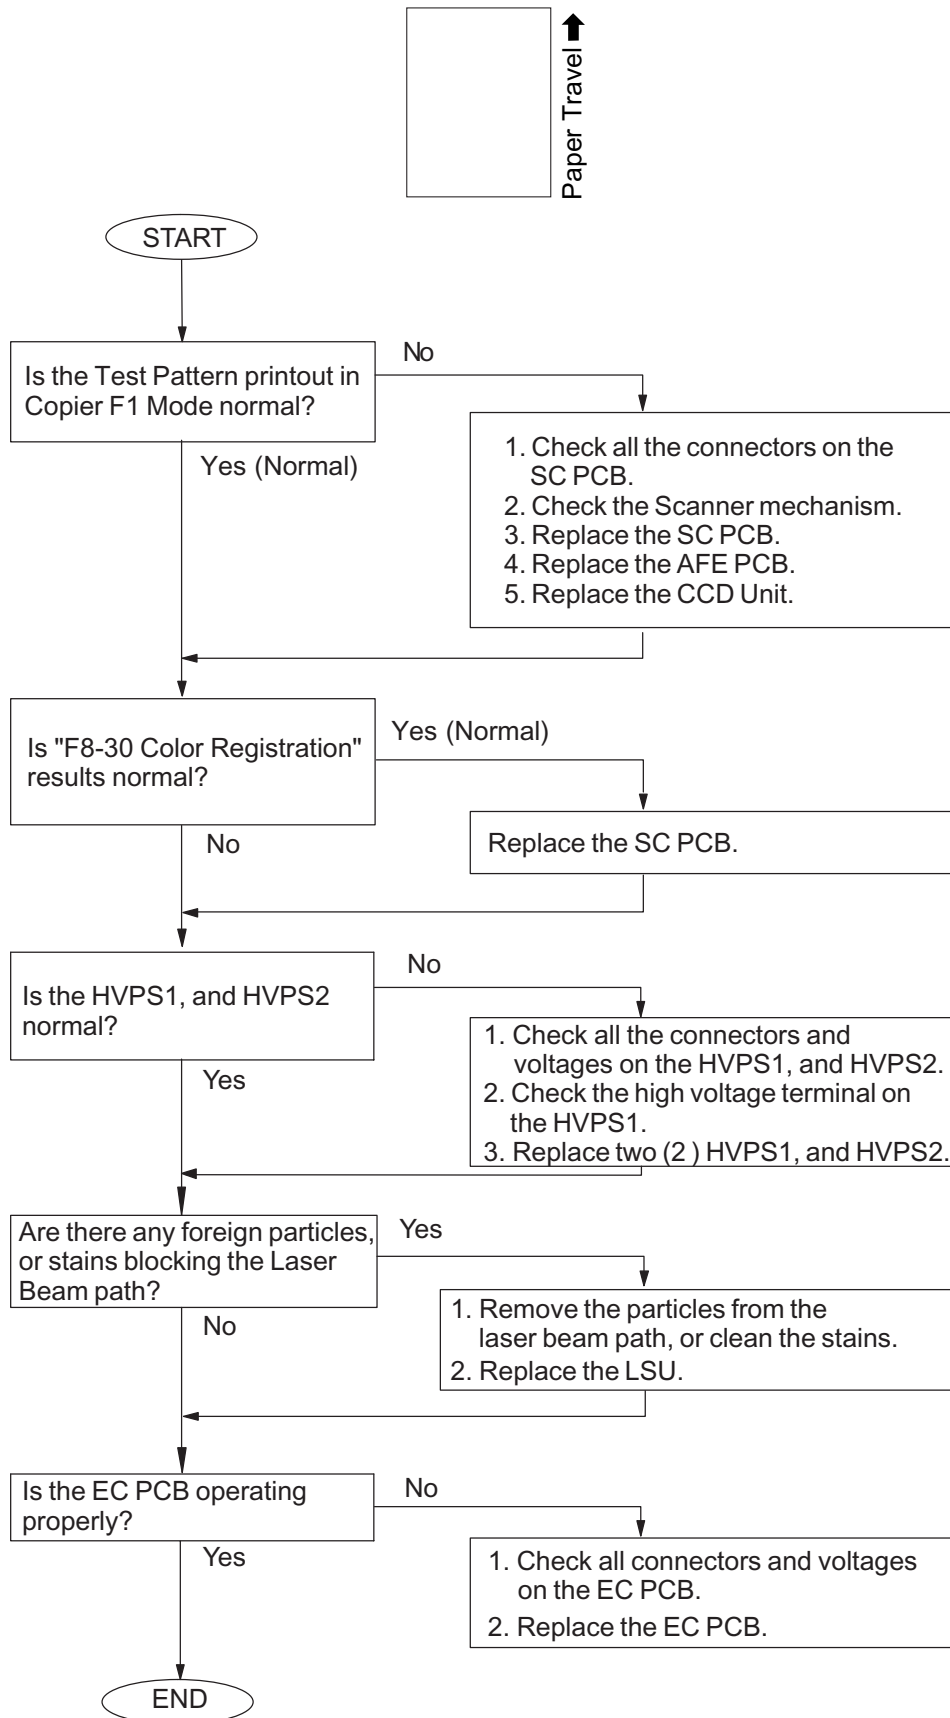 Paper Travel
START
Is the Test Pattern printout in
Copier F1 Mode normal?
No
Yes (Normal)
1. Check all the connectors on the
SC PCB.
2. Check the Scanner mechanism.
3. Replace the SC PCB.
4. Replace the AFE PCB.
5. Replace the CCD Unit.
Is "F8-30 Color Registration"
results normal?
Yes (Normal)
No
Replace the SC PCB.
Is the HVPS1, and HVPS2
normal?
No
Yes
1. Check all the connectors and
voltages on the HVPS1, and HVPS2.
2. Check the high voltage terminal on
the HVPS1.
3. Replace two (2 ) HVPS1, and HVPS2.
Are there any foreign particles,
or stains blocking the Laser
Beam path?
Yes
No
1. Remove the particles from the
laser beam path, or clean the stains.
2. Replace the LSU.
Is the EC PCB operating
properly?
No
Yes
1. Check all connectors and voltages
on the EC PCB.
2. Replace the EC PCB.
END